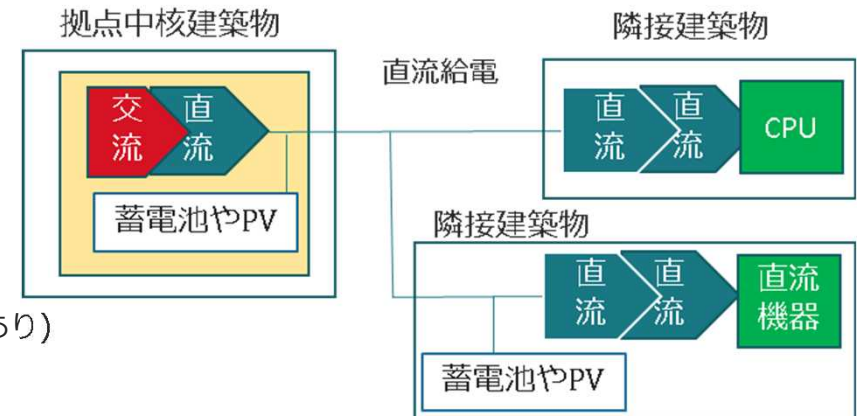 拠点中核建築物
隣接建築物
直流給電
交流
直流
直流
直流
CPU
蓄電池やPV
隣接建築物
直流
直流
直流
機器
あり)
蓄電池やPV